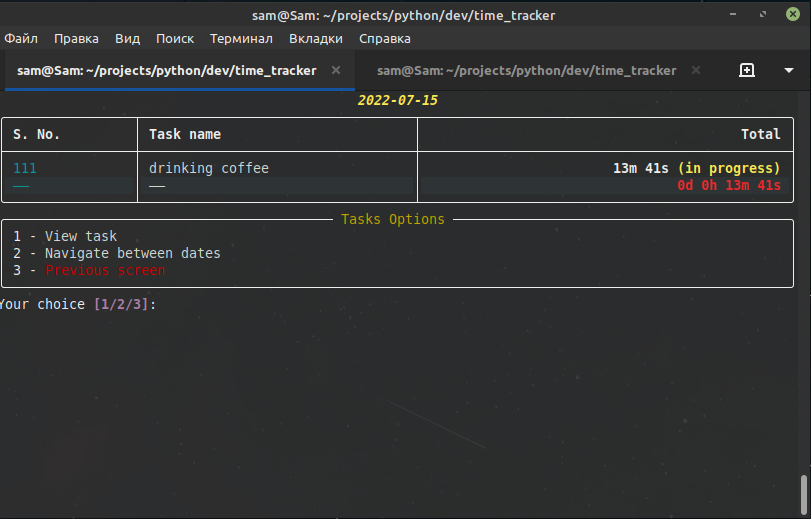 sam@Sam: ~/projects/python/dev/time_tracker
Файл Правка Вид Поиск Терминал Вкладки Справка
sam@Sam: ~/projects/python/dev/time_tracker × sam@Sam: ~/projects/python/dev/time_tracker ×
2022-07-15
S. No. Task name Total
111 drinking coffee 13m 41s (in progress)
—— —— 0d 0h 13m 41s
Tasks Options
1 - View task
2 - Navigate between dates
3 - Previous screen
Your choice [1/2/3]: